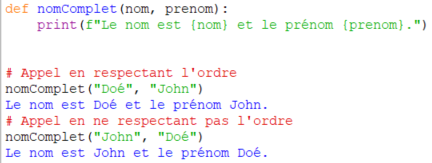 def nomComplet(nom, prenom):
    print(f"Le nom est {nom} et le prénom {prenom}.")
# Appel en respectant l'ordre
nomComplet("Doé", "John")
Le nom est Doé et le prénom John.
# Appel en ne respectant pas l'ordre
nomComplet("John", "Doé")
Le nom est John et le prénom Doé.